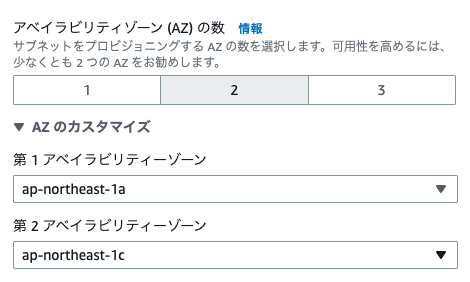 アベイラビリティゾーン (AZ) の数 情報
サブネットをプロビジョニングする AZ の数を選択します。可用性を高めるには、
少なくとも 2 つの AZ をお勧めします。
1 2 3
▼ AZ のカスタマイズ
第 1 アベイラビリティーゾーン
ap-northeast-1a
第 2 アベイラビリティーゾーン
ap-northeast-1c